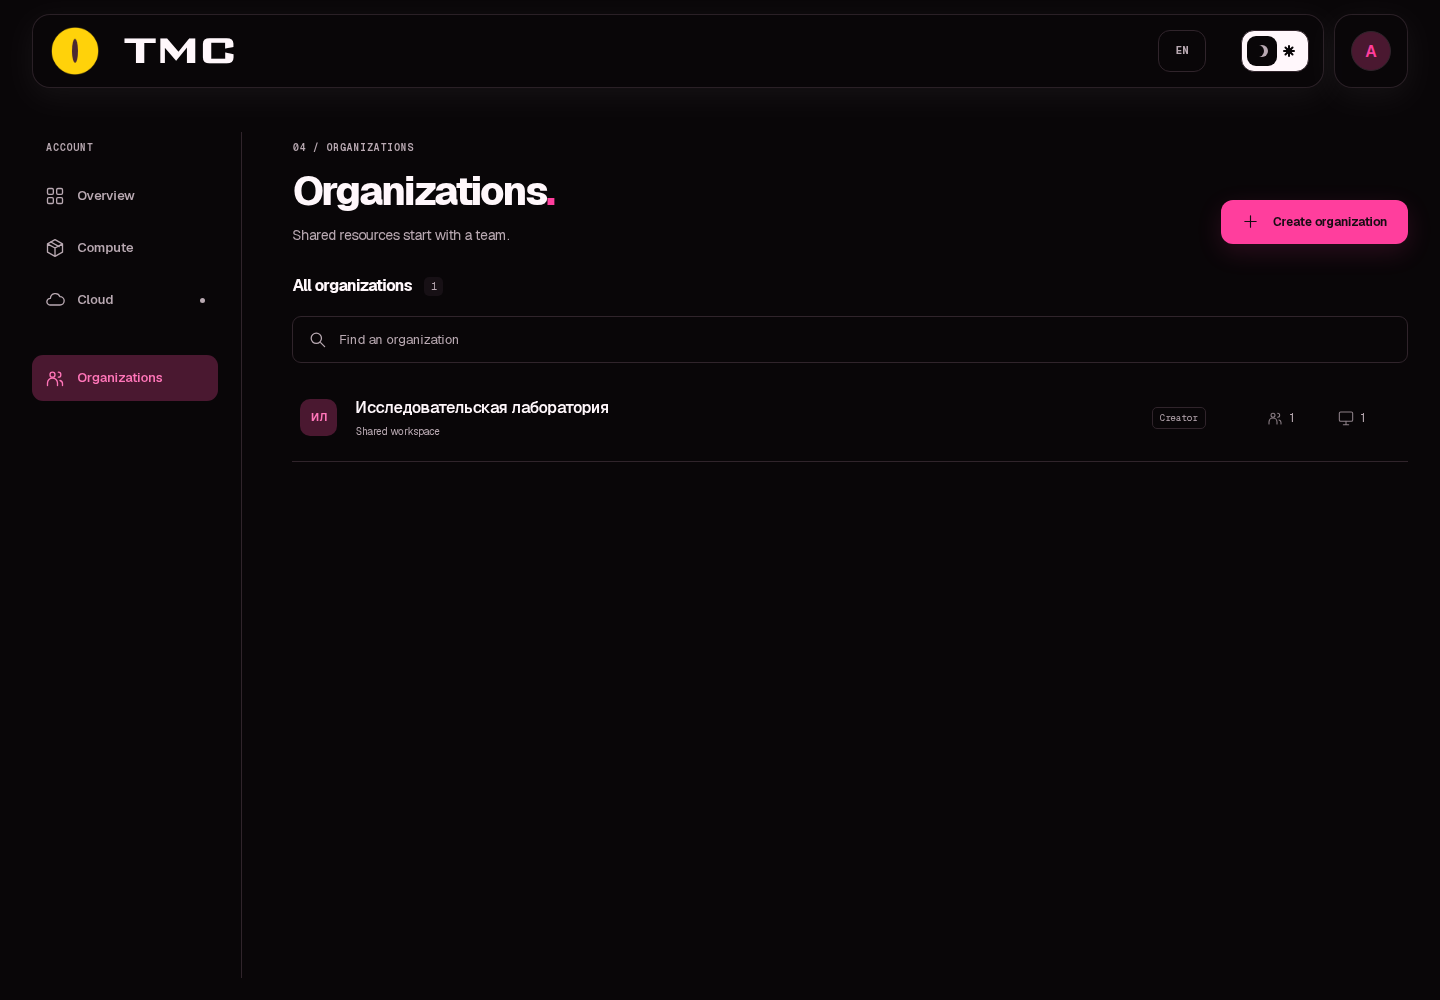 TMC
EN
A
ACCOUNT
Overview
Compute
Cloud
Organizations
04 / ORGANIZATIONS
Organizations.
Shared resources start with a team.
Create organization
All organizations 1
Find an organization
ИЛ
Исследовательская лаборатория
Shared workspace
Creator
1
1